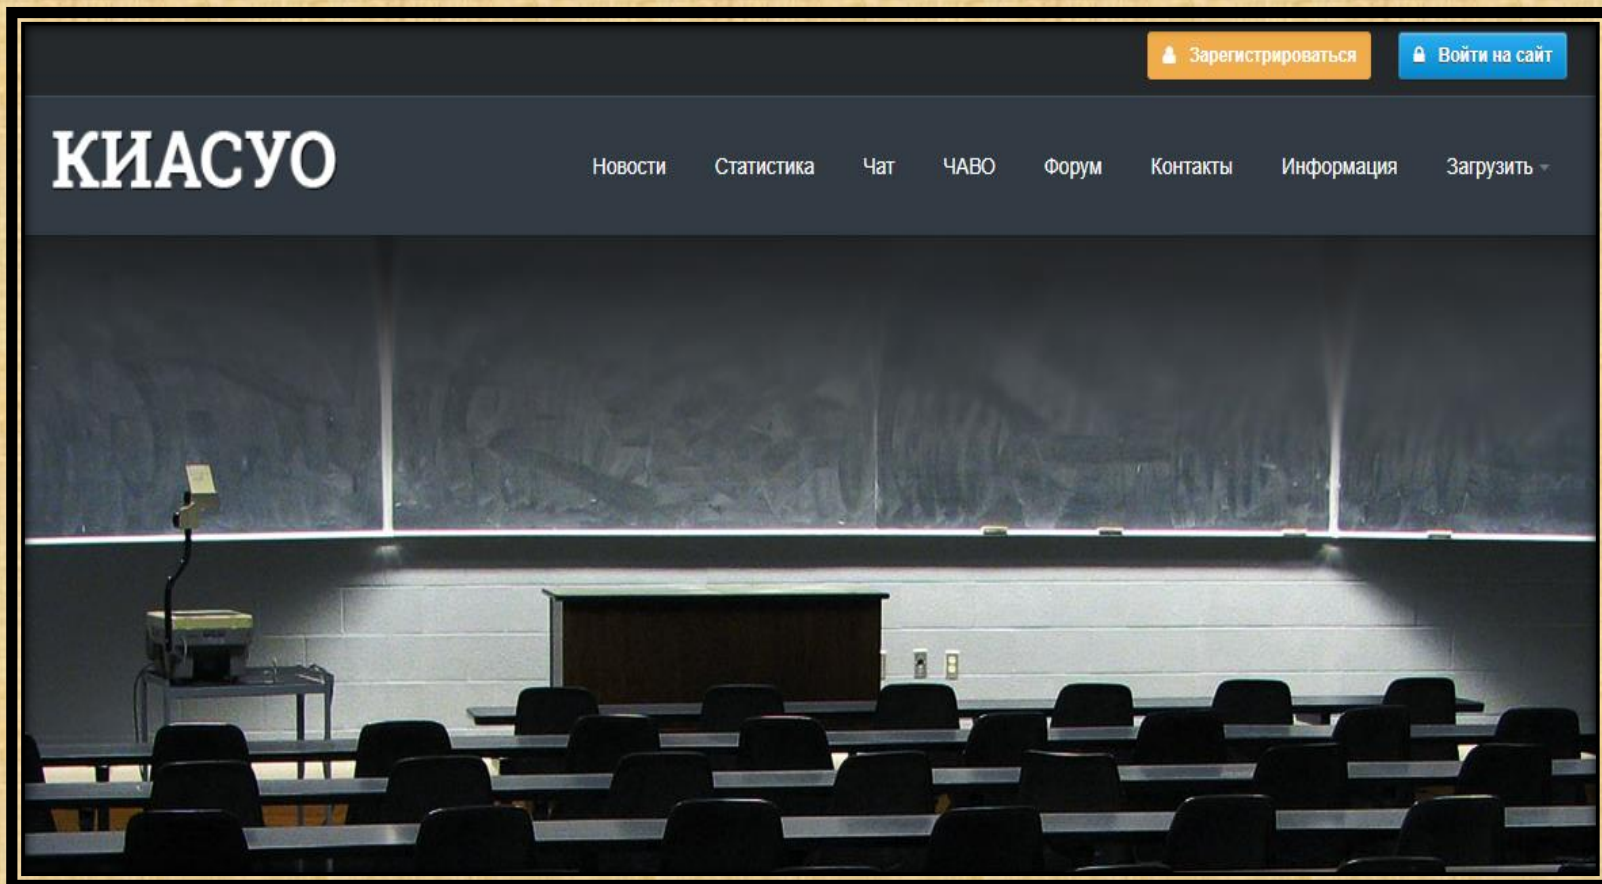 Зарегистрироваться
Войти на сайт
КИАСУО
Новости Статистика Чат ЧАВО Форум Контакты Информация Загрузить